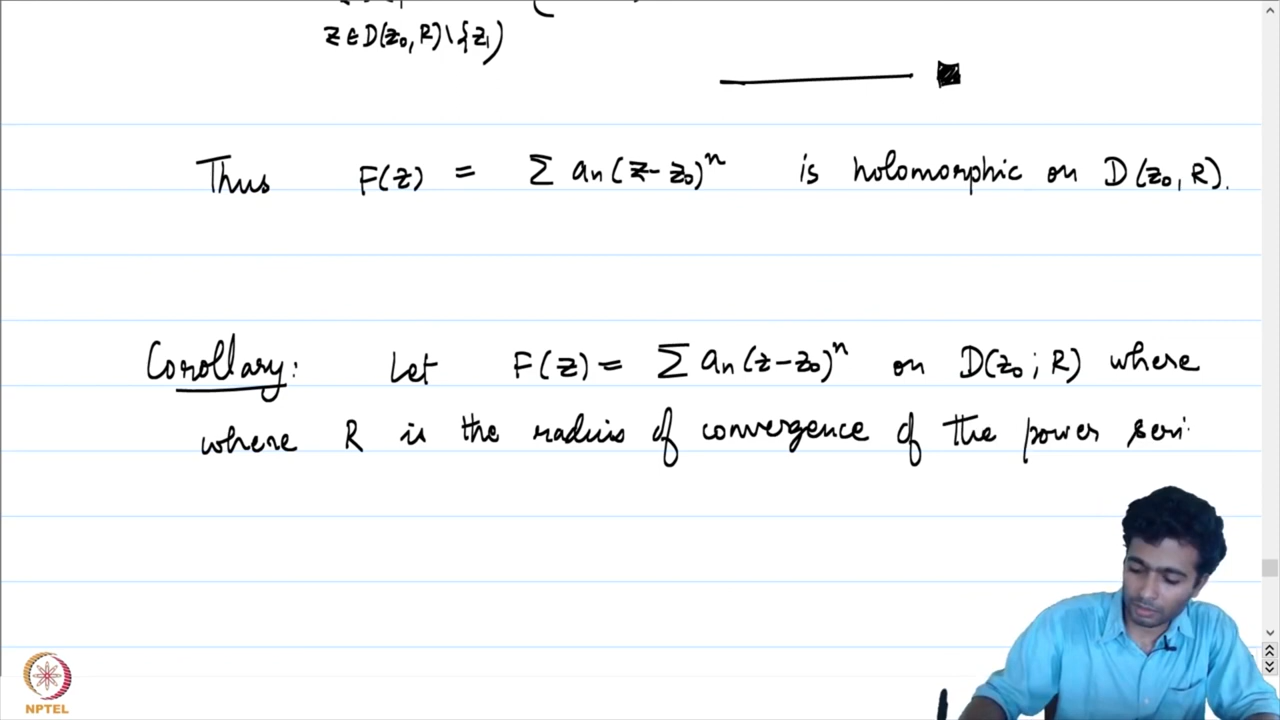 z ∈ D(z₀, R) \ {z₁}
Thus F(z) = Σ aₙ (z - z₀)ⁿ is holomorphic on D(z₀, R).
Corollary: Let F(z) = Σ aₙ (z - z₀)ⁿ on D(z₀ ; R) where
where R is the radius of convergence of the power seri
NPTEL